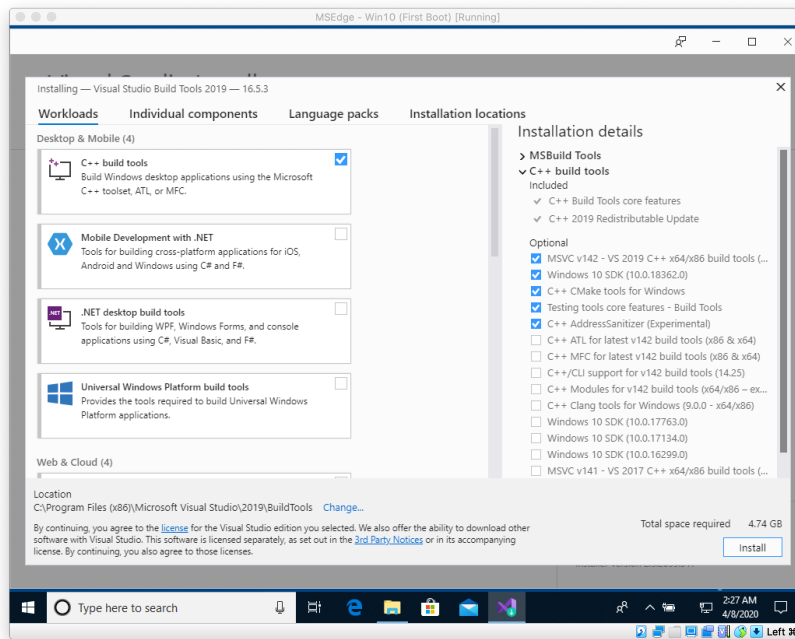 MSEdge - Win10 (First Boot) [Running]
Installing — Visual Studio Build Tools 2019 — 16.5.3
Workloads
Individual components
Language packs
Installation locations
Desktop & Mobile (4)
C++ build tools
Build Windows desktop applications using the Microsoft
C++ toolset, ATL, or MFC.
Mobile Development with .NET
Tools for building cross-platform applications for iOS,
Android and Windows using C# and F#.
.NET
.NET desktop build tools
Tools for building WPF, Windows Forms, and console
applications using C#, Visual Basic, and F#.
Universal Windows Platform build tools
Provides the tools required to build Universal Windows
Platform applications.
Web & Cloud (4)
Installation details
MSBuild Tools
C++ build tools
Included
C++ Build Tools core features
C++ 2019 Redistributable Update
Optional
MSVC v142 - VS 2019 C++ x64/x86 build tools (...
Windows 10 SDK (10.0.18362.0)
C++ CMake tools for Windows
Testing tools core features - Build Tools
C++ AddressSanitizer (Experimental)
C++ ATL for latest v142 build tools (x86 & x64)
C++ MFC for latest v142 build tools (x86 & x64)
C++/CLI support for v142 build tools (14.25)
C++ Modules for v142 build tools (x64/x86 – ex...
C++ Clang tools for Windows (9.0.0 - x64/x86)
Windows 10 SDK (10.0.17763.0)
Windows 10 SDK (10.0.17134.0)
Windows 10 SDK (10.0.16299.0)
MSVC v141 - VS 2017 C++ x64/x86 build tools (...
Location
C:\Program Files (x86)\Microsoft Visual Studio\2019\BuildTools Change...
By continuing, you agree to the license for the Visual Studio edition you selected. We also offer the ability to download other
software with Visual Studio. This software is licensed separately, as set out in the 3rd Party Notices or in its accompanying
license. By continuing, you also agree to those licenses.
Total space required 4.74 GB
Install
Type here to search
2:27 AM
4/8/2020
Left ⌘